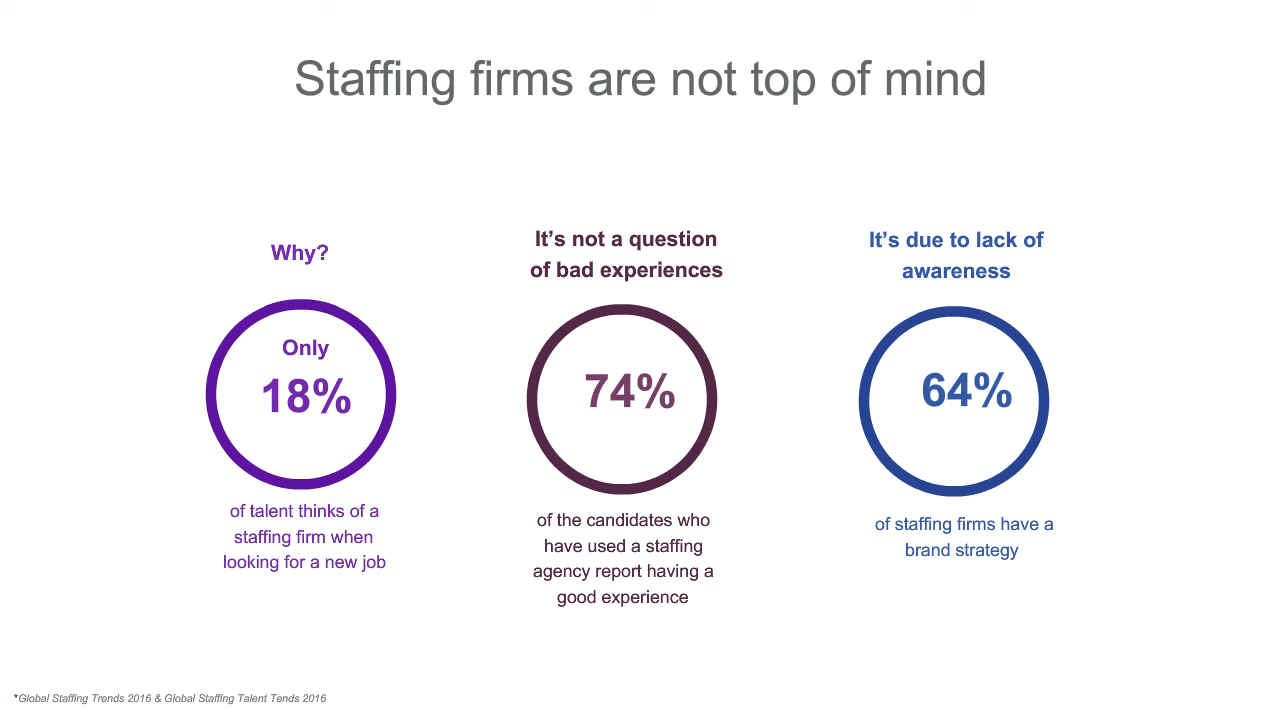 Staffing firms are not top of mind
Why?
Only
18%
of talent thinks of a
staffing firm when
looking for a new job
It's not a question
of bad experiences
74%
of the candidates who
have used a staffing
agency report having a
good experience
It's due to lack of
awareness
64%
of staffing firms have a
brand strategy
*Global Staffing Trends 2016 & Global Staffing Talent Tends 2016